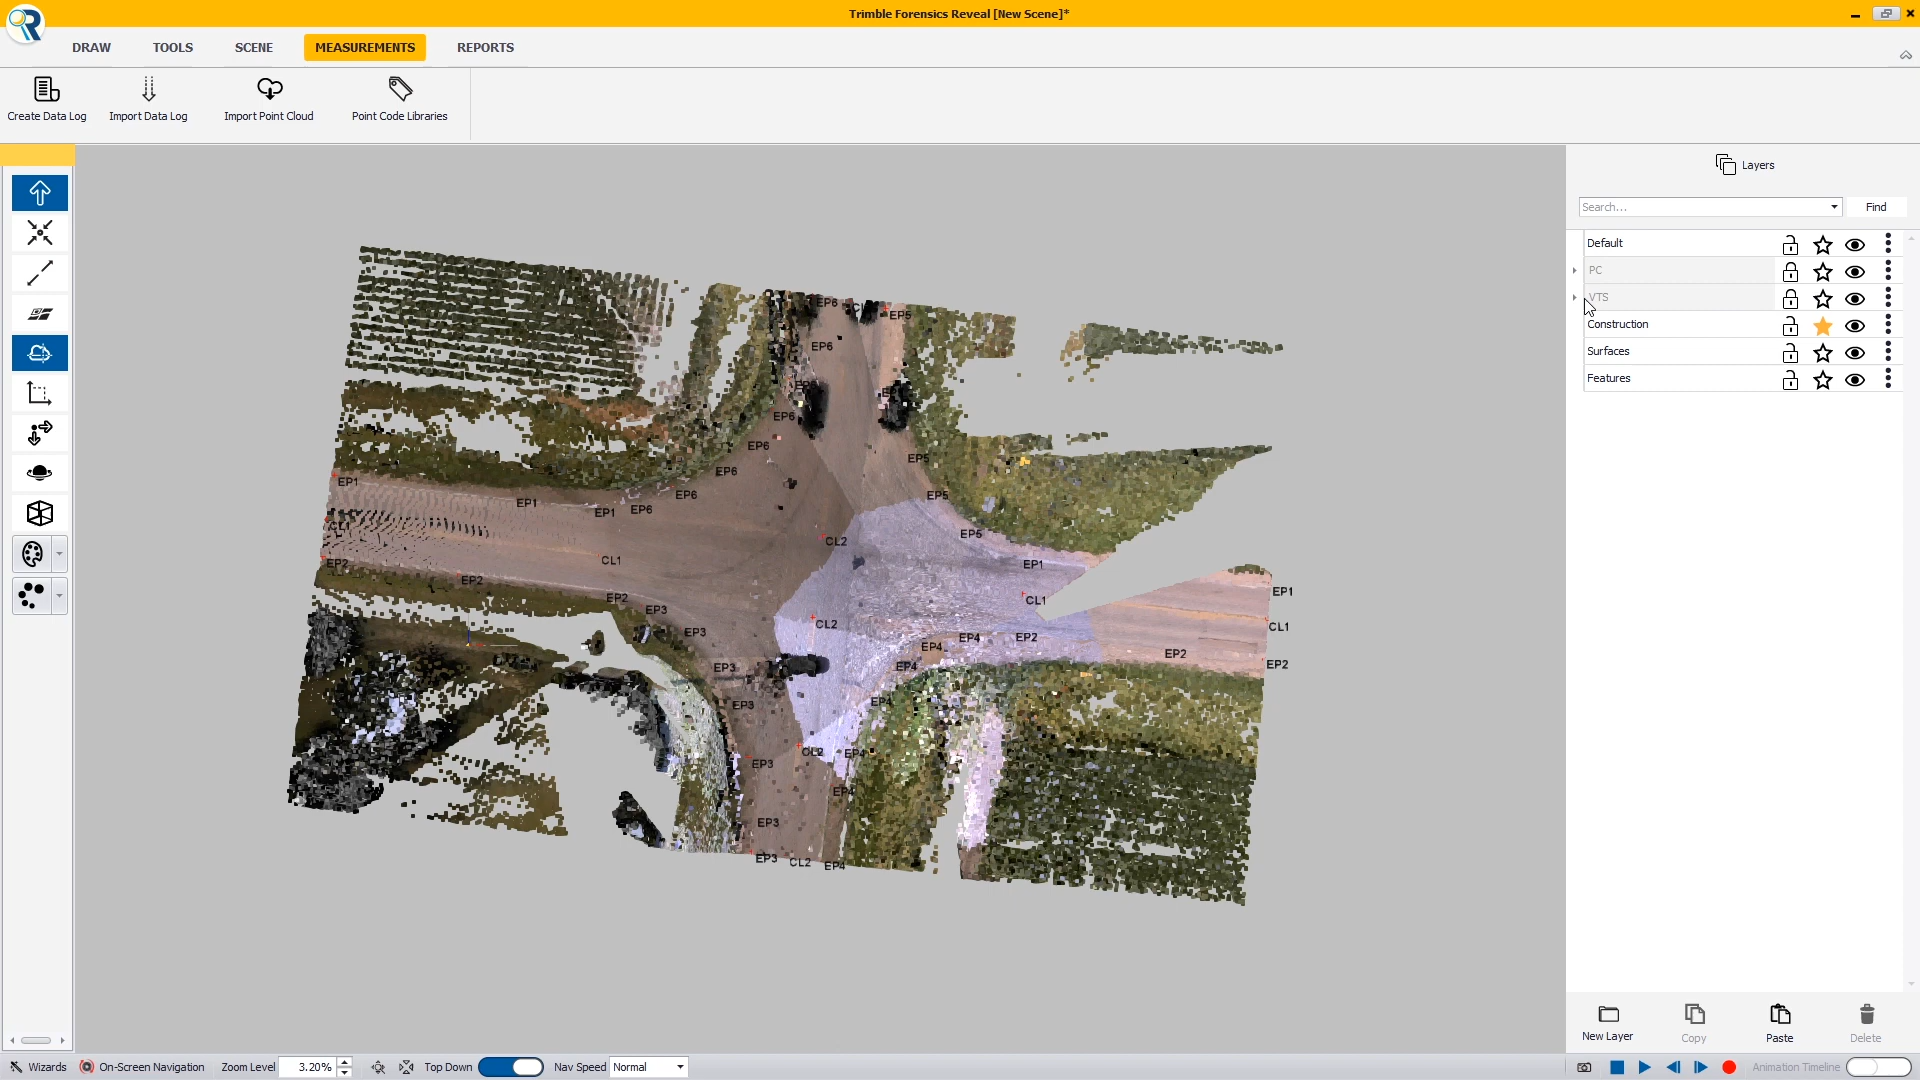 Trimble Forensics Reveal [New Scene]*
DRAW TOOLS SCENE MEASUREMENTS REPORTS
Create Data Log Import Data Log Import Point Cloud Point Code Libraries
Layers
Search... Find
Default
PC
VTS
Construction
Surfaces
Features
EP6 EP5
EP6
EP6
EP6 EP5
EP6
EP1 EP1 EP6 EP5
EP1 EP6
CL1 EP5
CL2
EP2 CL1 EP1
EP2 EP1
EP2 EP3 CL1
CL2 CL1
EP3 EP4 EP2
EP4 EP2
EP3 EP4 EP2
EP3 EP4
CL2 EP4
EP3
EP4
EP3
EP3 CL2 EP4
New Layer Copy Paste Delete
Wizards On-Screen Navigation Zoom Level 3.20% Top Down Nav Speed Normal Animation Timeline